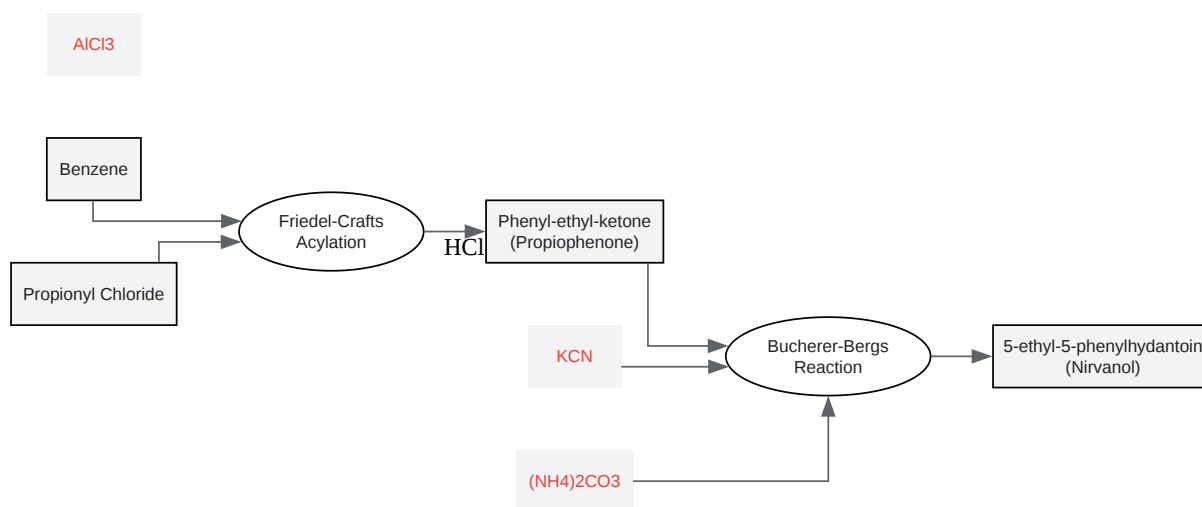 AlCl3
Benzene
Propionyl Chloride
Friedel-Crafts
Acylation
HCl
Phenyl-ethyl-ketone
(Propiophenone)
KCN
(NH4)2CO3
Bucherer-Bergs
Reaction
5-ethyl-5-phenylhydantoin
(Nirvanol)